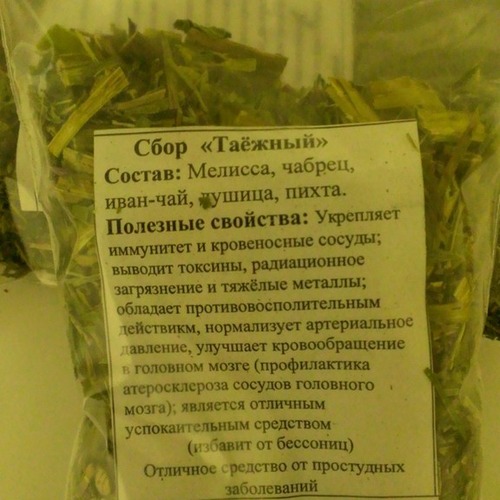 Сбор «Таёжный»
Состав: Мелисса, чабрец,
иван-чай, душица, пихта.
Полезные свойства: Укрепляет
иммунитет и кровеносные сосуды;
выводит токсины, радиационное
загрязнение и тяжёлые металлы;
обладает противовосполительным
действикм, нормализует артериальное
давление, улучшает кровообращение
в головном мозге (профилактика
атеросклероза сосудов головного
мозга); является отличным
успокаительным средством
(избавит от бессониц)
Отличное средство от простудных
заболеваний